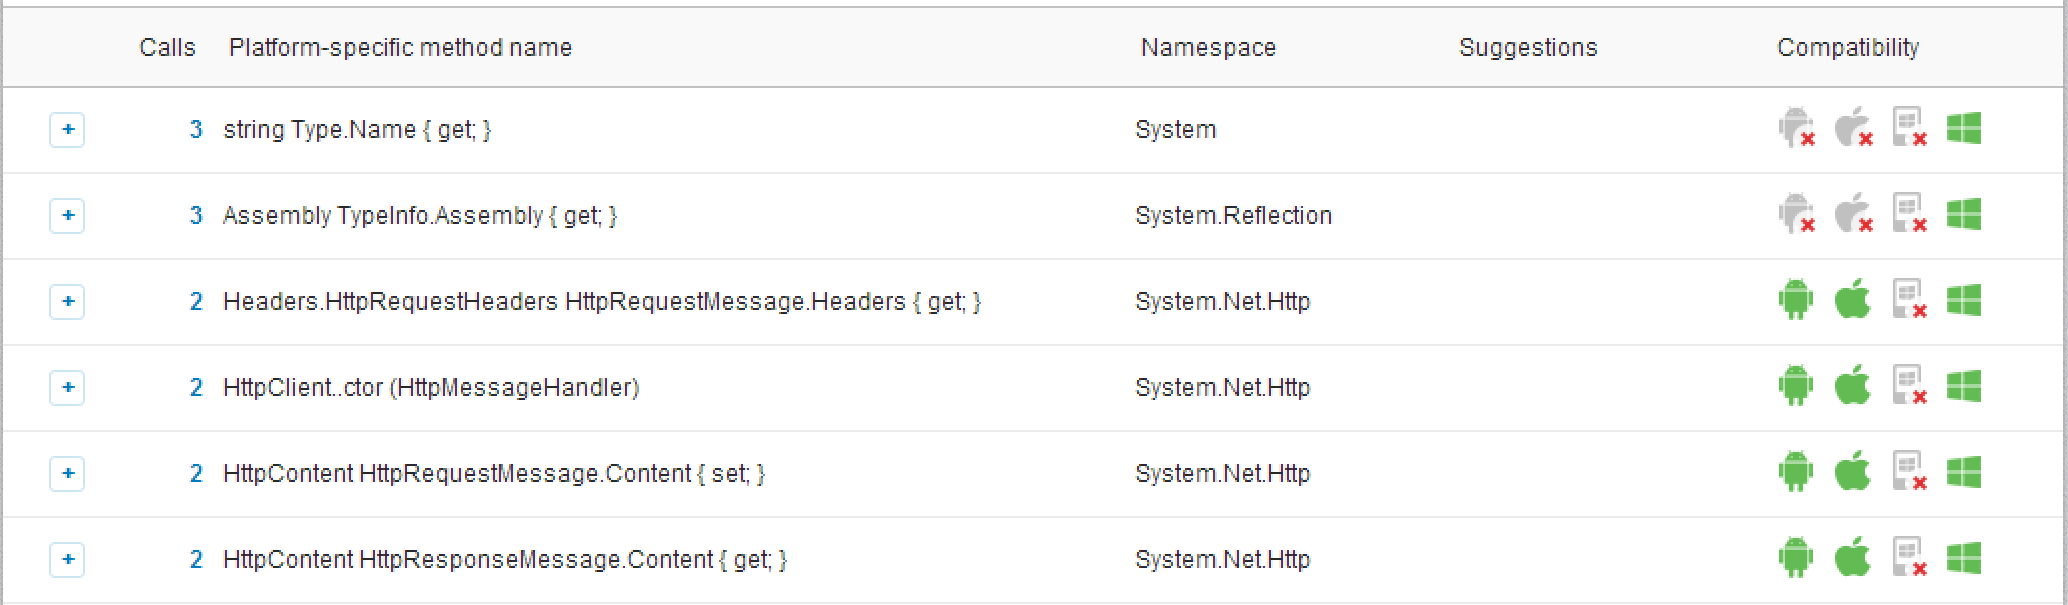 Calls Platform-specific method name Namespace Suggestions Compatibility
+ 3 string Type.Name { get; } System
+ 3 Assembly TypeInfo.Assembly { get; } System.Reflection
+ 2 Headers.HttpRequestHeaders HttpRequestMessage.Headers { get; } System.Net.Http
+ 2 HttpClient..ctor (HttpMessageHandler) System.Net.Http
+ 2 HttpContent HttpRequestMessage.Content { set; } System.Net.Http
+ 2 HttpContent HttpResponseMessage.Content { get; } System.Net.Http